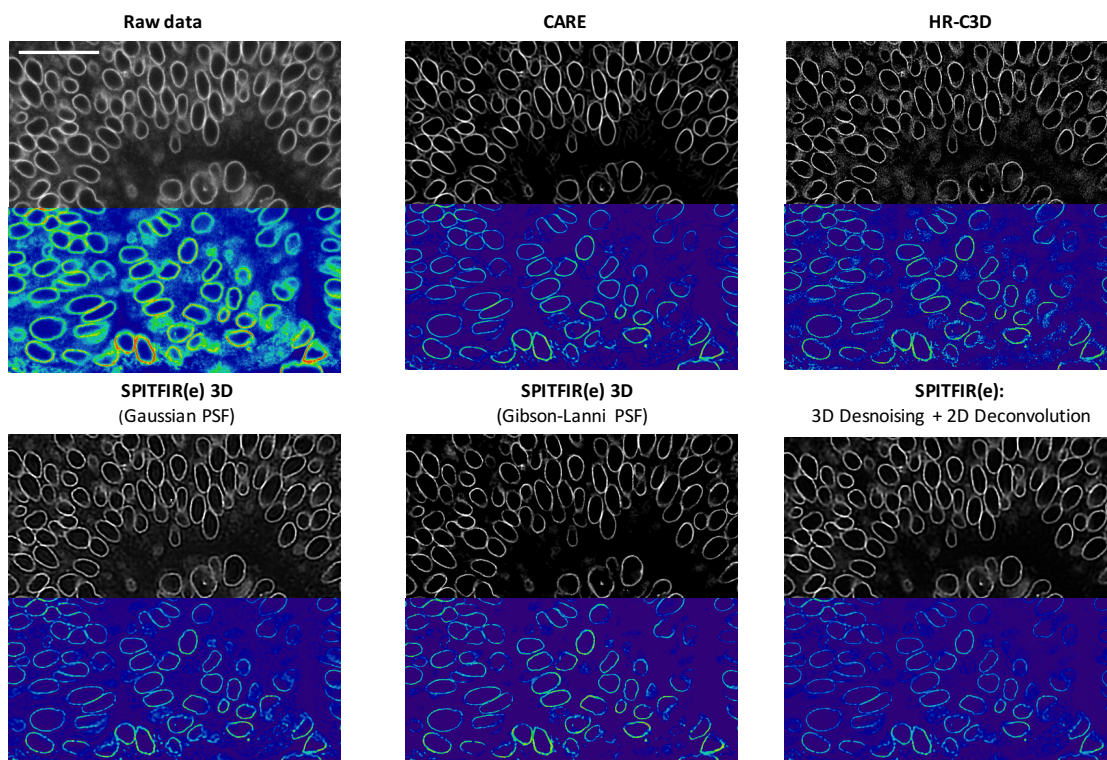 Raw data
CARE
HR-C3D
SPITFIR(e) 3D
(Gaussian PSF)
SPITFIR(e) 3D
(Gibson-Lanni PSF)
SPITFIR(e):
3D Desnoising + 2D Deconvolution